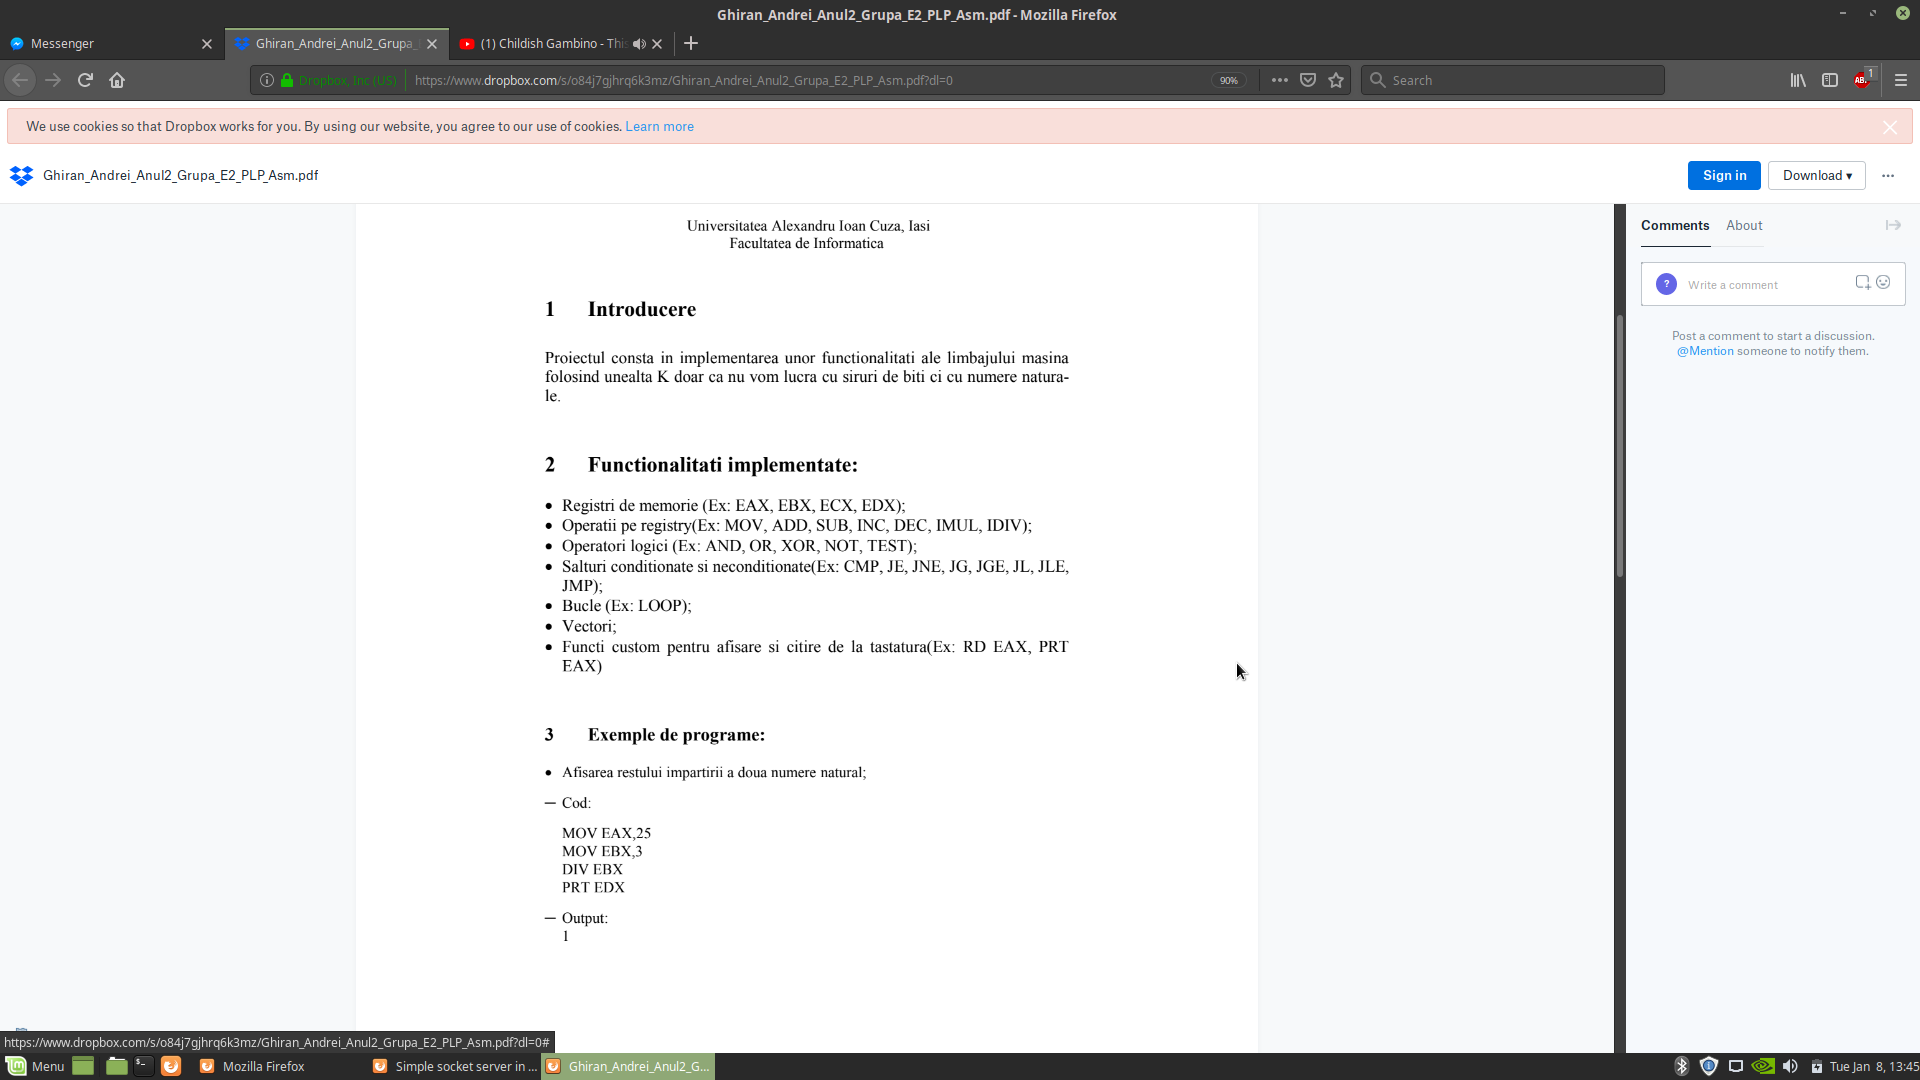 Ghiran_Andrei_Anul2_Grupa_E2_PLP_Asm.pdf - Mozilla Firefox
Messenger
Ghiran_Andrei_Anul2_Grupa_
(1) Childish Gambino - This
Dropbox, Inc (US)
https://www.dropbox.com/s/o84j7gjhrq6k3mz/Ghiran_Andrei_Anul2_Grupa_E2_PLP_Asm.pdf?dl=0
90%
Search
ABP
1
We use cookies so that Dropbox works for you. By using our website, you agree to our use of cookies. Learn more
Ghiran_Andrei_Anul2_Grupa_E2_PLP_Asm.pdf
Sign in
Download ▾
Universitatea Alexandru Ioan Cuza, Iasi
Facultatea de Informatica
1 Introducere
Proiectul consta in implementarea unor functionalitati ale limbajului masina
folosind unealta K doar ca nu vom lucra cu siruri de biti ci cu numere natura-
le.
2 Functionalitati implementate:
• Registri de memorie (Ex: EAX, EBX, ECX, EDX);
• Operatii pe registry(Ex: MOV, ADD, SUB, INC, DEC, IMUL, IDIV);
• Operatori logici (Ex: AND, OR, XOR, NOT, TEST);
• Salturi conditionate si neconditionate(Ex: CMP, JE, JNE, JG, JGE, JL, JLE,
JMP);
• Bucle (Ex: LOOP);
• Vectori;
• Functi custom pentru afisare si citire de la tastatura(Ex: RD EAX, PRT
EAX)
3 Exemple de programe:
• Afisarea restului impartirii a doua numere natural;
— Cod:
MOV EAX,25
MOV EBX,3
DIV EBX
PRT EDX
— Output:
1
Comments
About
?
Write a comment
Post a comment to start a discussion.
@Mention someone to notify them.
https://www.dropbox.com/s/o84j7gjhrq6k3mz/Ghiran_Andrei_Anul2_Grupa_E2_PLP_Asm.pdf?dl=0#
Menu
Mozilla Firefox
Simple socket server in ...
Ghiran_Andrei_Anul2_G...
Tue Jan 8, 13:45